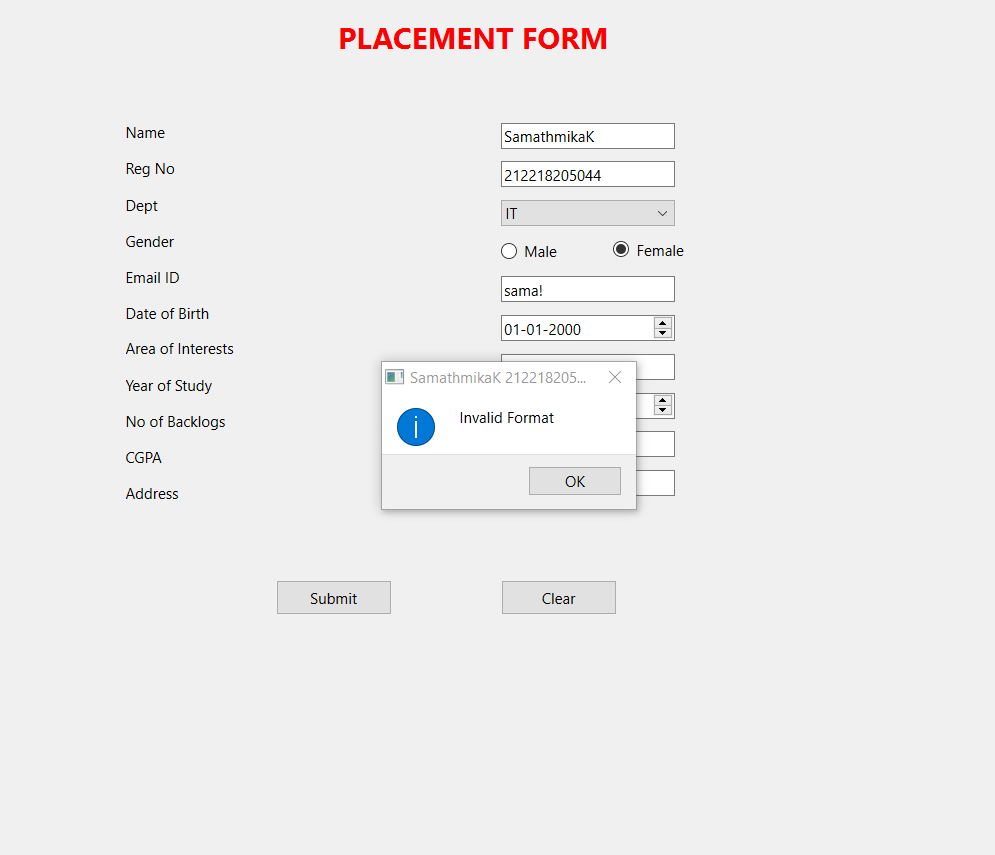 PLACEMENT FORM
Name SamathmikaK
Reg No 212218205044
Dept IT
Gender Male Female
Email ID sama!
Date of Birth 01-01-2000
Area of Interests
SamathmikaK 212218205...
Year of Study
Invalid Format
No of Backlogs
CGPA
OK
Address
Submit Clear